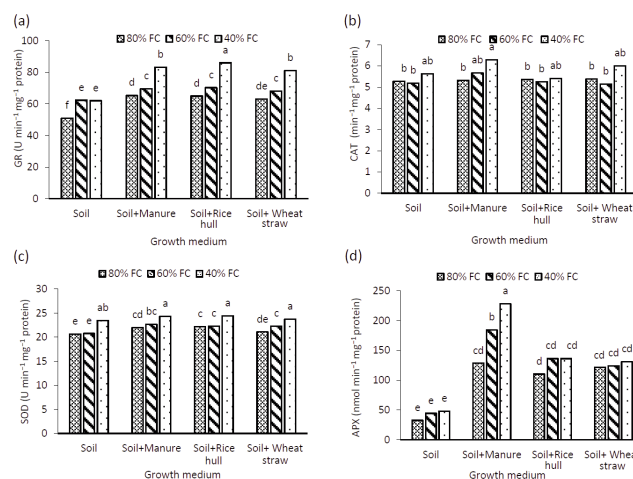 (a)
80% FC 60% FC 40% FC
GR (U min⁻¹ mg⁻¹ protein)
100
80
60
40
20
0
f e e d c b d c a de c b
Soil Soil+Manure Soil+Rice hull Soil+ Wheat straw
Growth medium
(b)
80% FC 60% FC 40% FC
CAT (min⁻¹ mg⁻¹ protein)
7
6
5
4
3
2
1
0
b b ab b ab a b b ab b b ab
Soil Soil+Manure Soil+Rice hull Soil+ Wheat straw
Growth medium
(c)
80% FC 60% FC 40% FC
SOD (U min⁻¹ mg⁻¹ protein)
30
25
20
15
10
5
0
e e ab cd bc a c c a de c a
Soil Soil+Manure Soil+Rice hull Soil+ Wheat straw
Growth medium
(d)
80% FC 60% FC 40% FC
APX (nmol min⁻¹ mg⁻¹ protein)
250
200
150
100
50
0
e e e cd b a d cd cd cd cd cd
Soil Soil+Manure Soil+Rice hull Soil+ Wheat straw
Growth medium